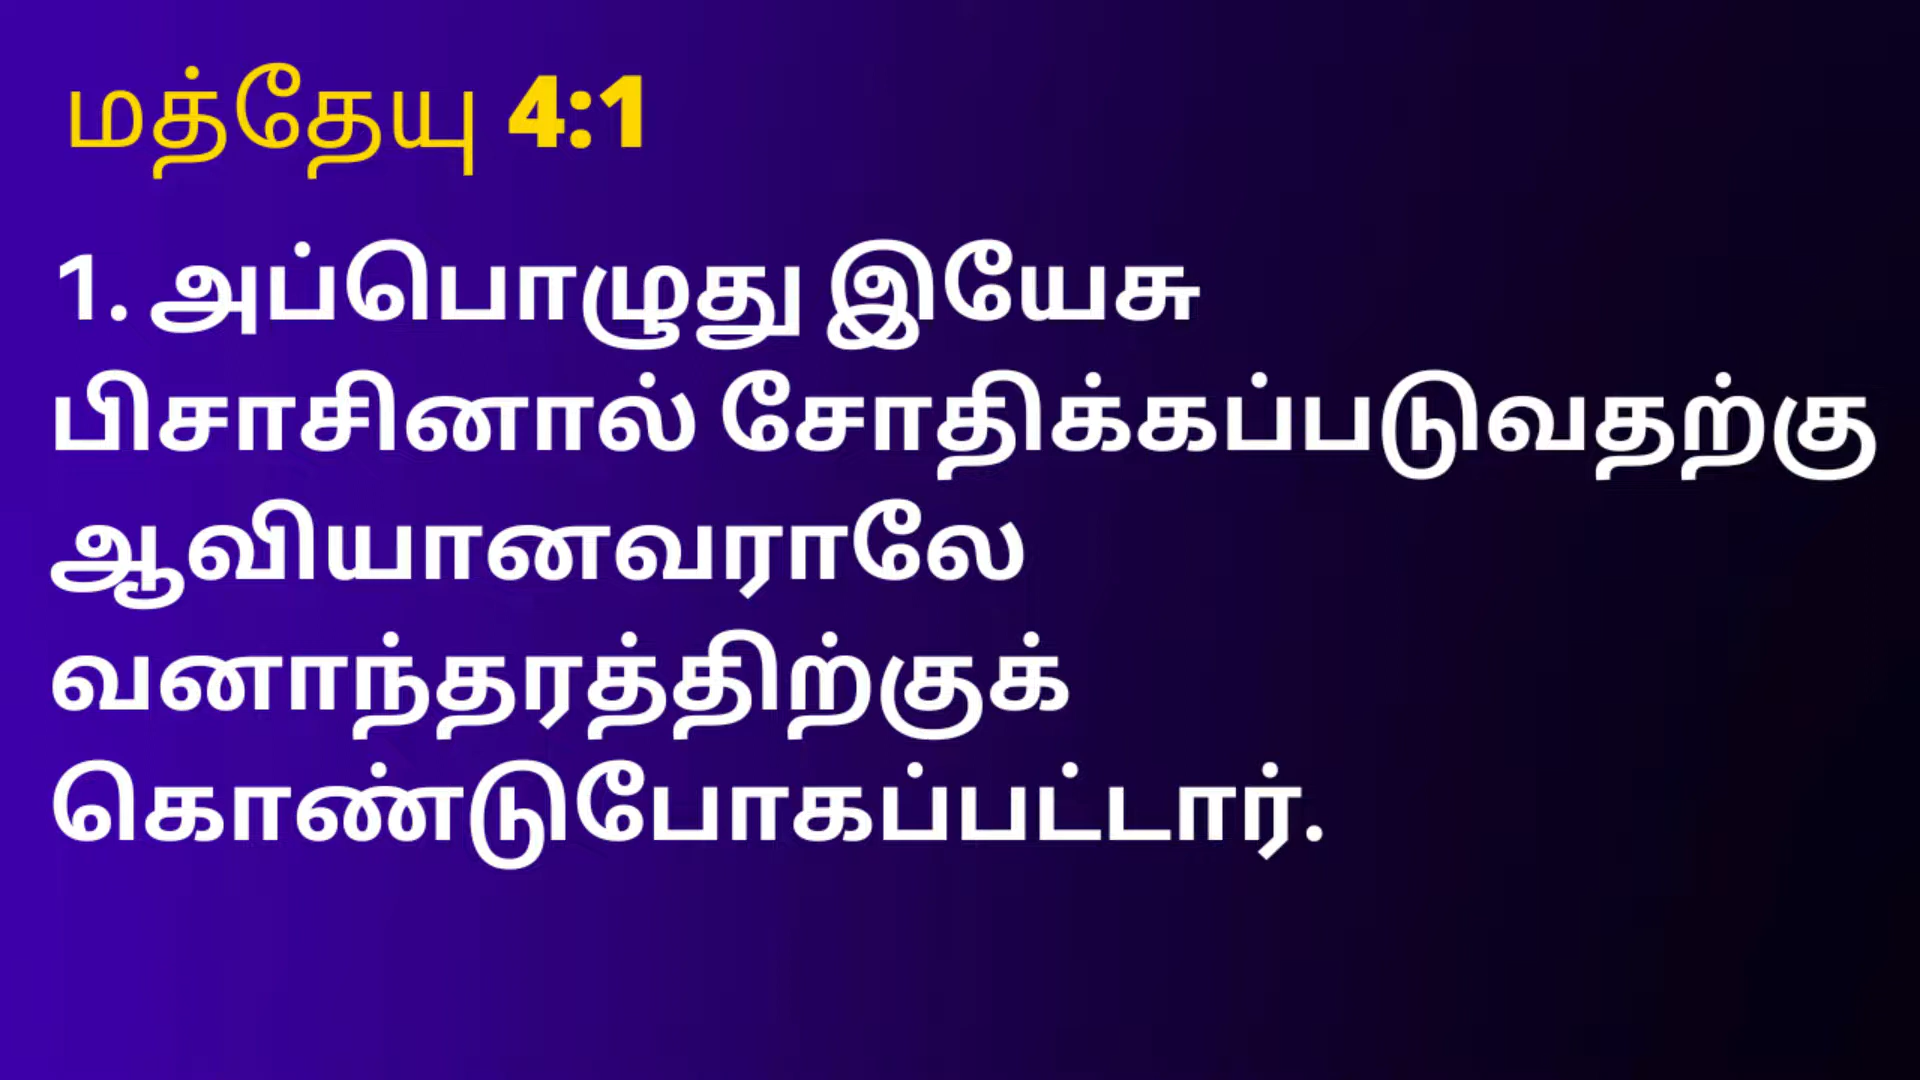 மத்தேயு 4:1
1. அப்பொழுது இயேசு
பிசாசினால் சோதிக்கப்படுவதற்கு
ஆவியானவராலே
வனாந்தரத்திற்குக்
கொண்டுபோகப்பட்டார்.